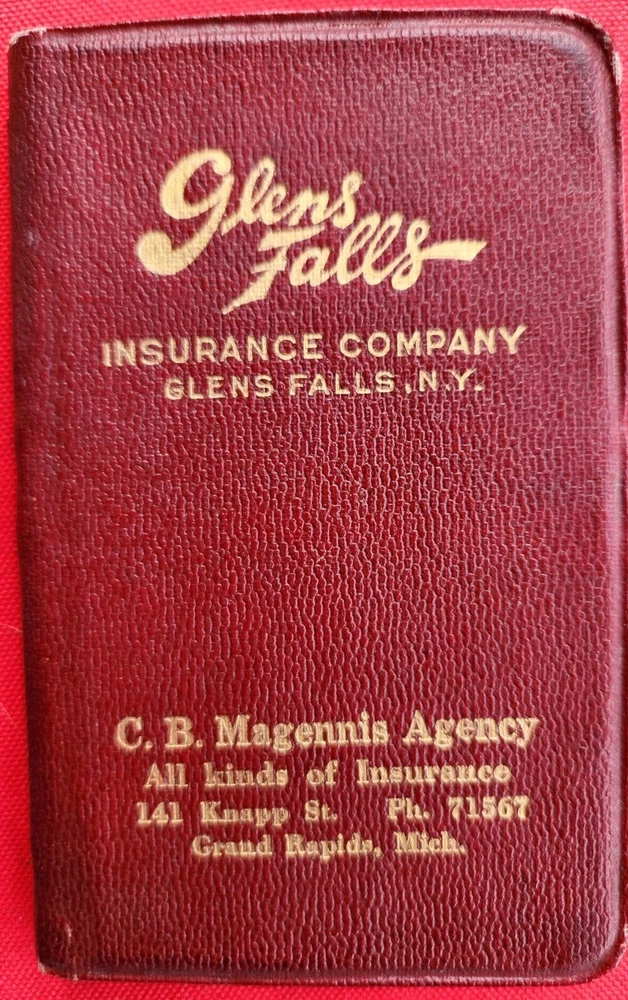 Glens
Falls
INSURANCE COMPANY
GLENS FALLS, N.Y.
C. B. Magennis Agency
All kinds of Insurance
141 Knapp St. Ph. 71567
Grand Rapids, Mich.